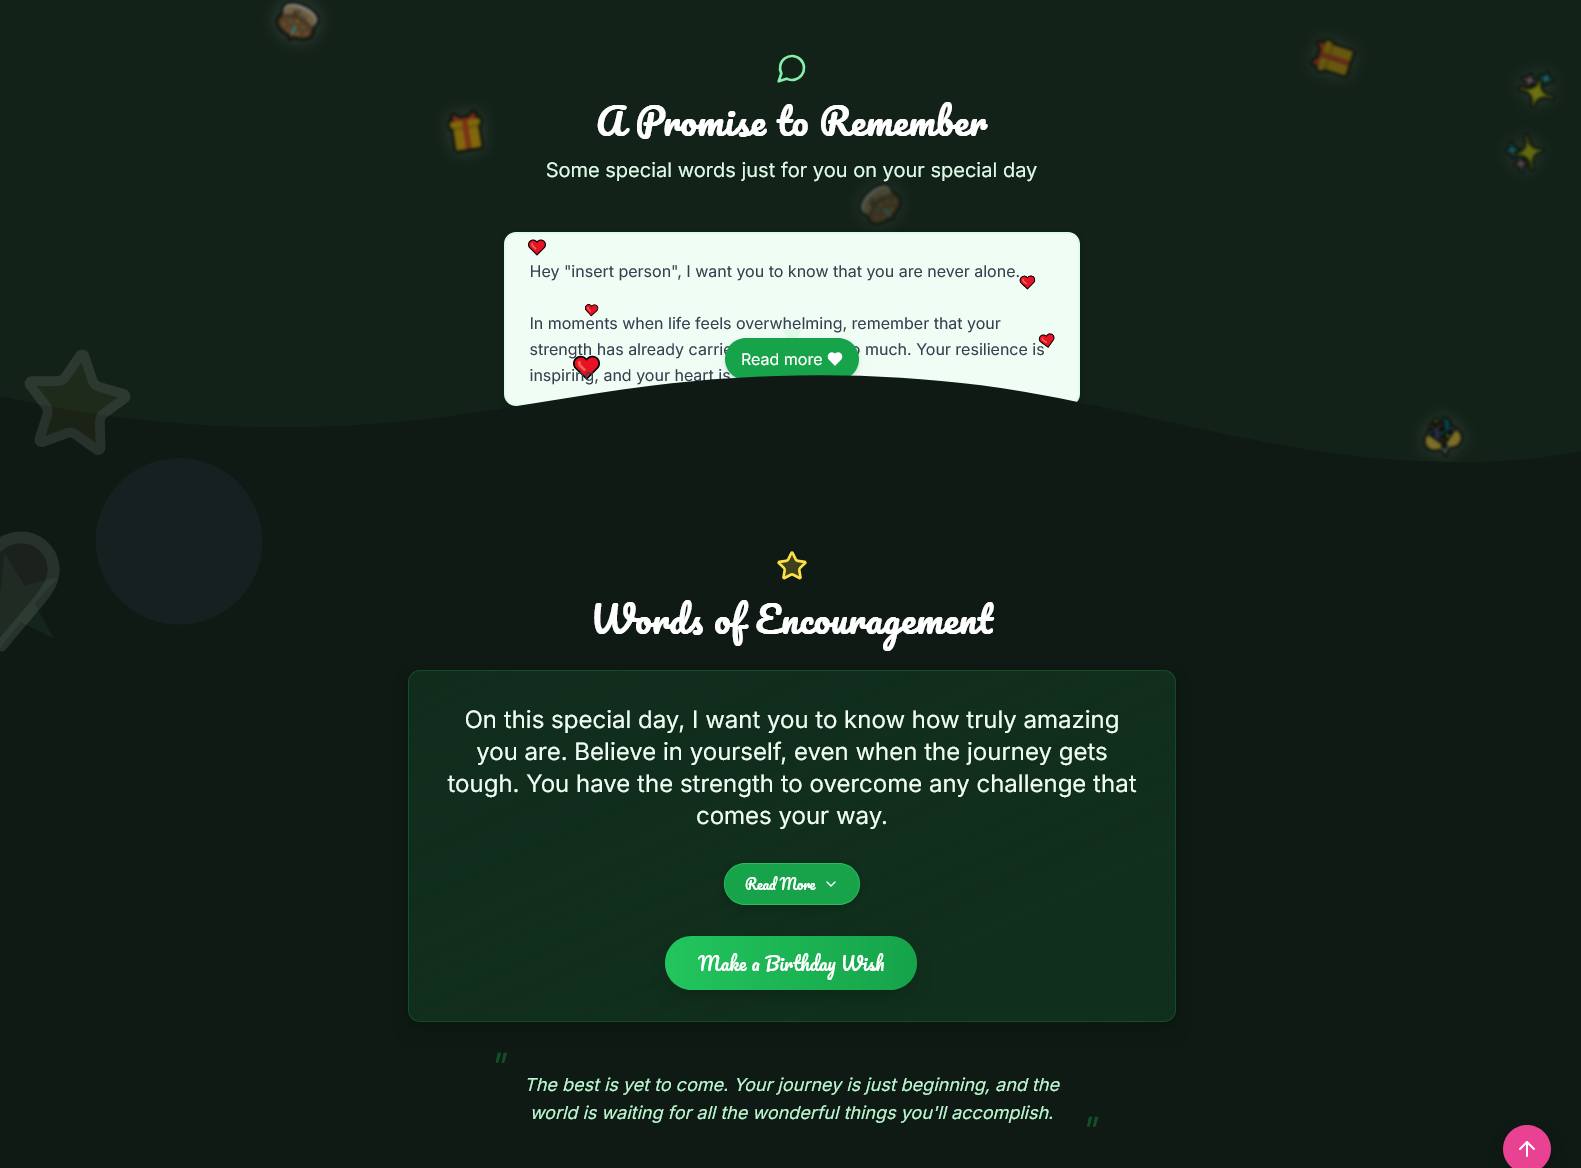 A Promise to Remember
Some special words just for you on your special day
Hey "insert person", I want you to know that you are never alone.
In moments when life feels overwhelming, remember that your
strength has already much. Your resilience is
Read more
inspiring, and your heart is
Words of Encouragement
On this special day, I want you to know how truly amazing
you are. Believe in yourself, even when the journey gets
tough. You have the strength to overcome any challenge that
comes your way.
Read More
Make a Birthday Wish
"
The best is yet to come. Your journey is just beginning, and the
world is waiting for all the wonderful things you'll accomplish.
"